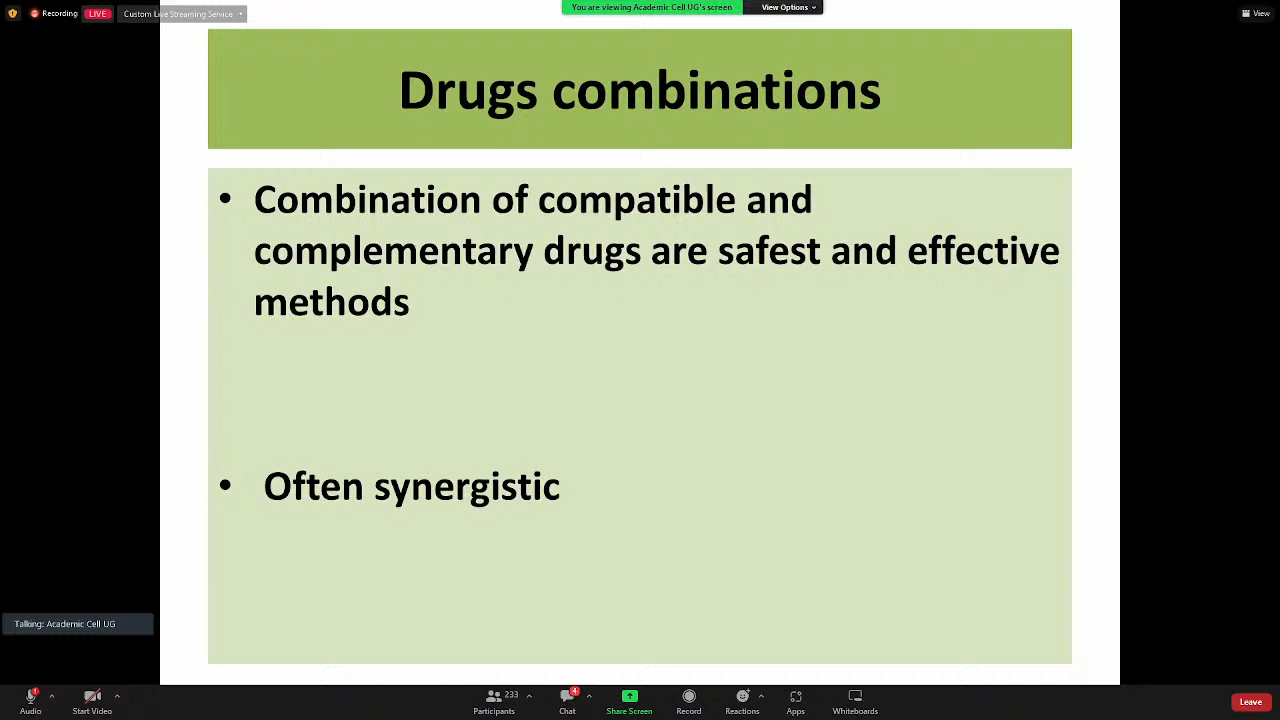 Recording
LIVE
Custom Live Streaming Service
You are viewing Academic Cell UG's screen
View Options
View
Drugs combinations
• Combination of compatible and
complementary drugs are safest and effective
methods
• Often synergistic
Talking: Academic Cell UG
Audio
Start Video
233
Participants
4
Chat
Share Screen
Record
Reactions
Apps
Whiteboards
Leave